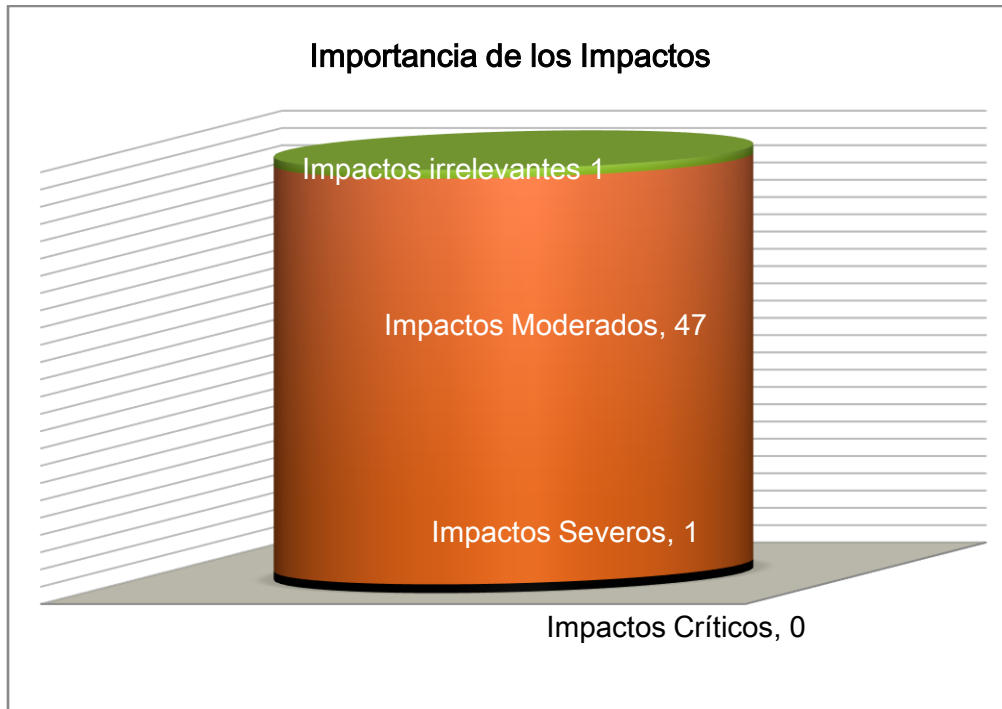 Importancia de los Impactos
Impactos irrelevantes 1
Impactos Moderados, 47
Impactos Severos, 1
Impactos Críticos, 0